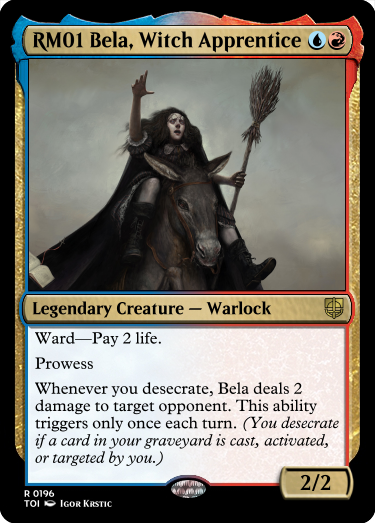 RM01 Bela, Witch Apprentice
Legendary Creature — Warlock
Ward—Pay 2 life.
Prowess
Whenever you desecrate, Bela deals 2
damage to target opponent. This ability
triggers only once each turn. (You desecrate
if a card in your graveyard is cast, activated,
or targeted by you.)
2/2
R 0196
TOI Igor Krstic